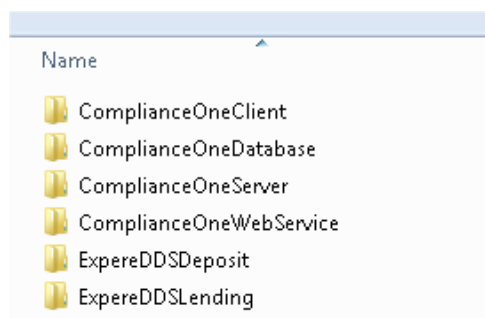 Name
ComplianceOneClient
ComplianceOneDatabase
ComplianceOneServer
ComplianceOneWebService
ExpereDDSDeposit
ExpereDDSLending